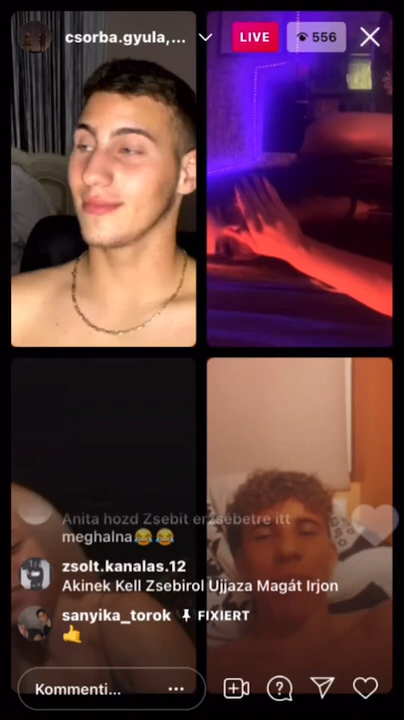 csorba.gyula,...
LIVE
556
Anita hozd Zsebit erzsébetre itt
meghalna😂😂
zsolt.kanalas.12
Akinek Kell Zsebirol Ujjaza Magát Irjon
sanyika_torok FIXIERT
🤙
Kommenti...